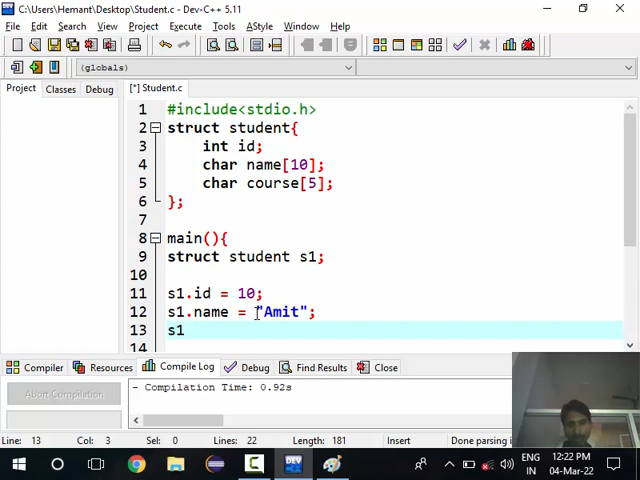 C:\Users\Hemant\Desktop\Student.c - Dev-C++ 5.11
File Edit Search View Project Execute Tools AStyle Window Help
(globals)
Project Classes Debug [*] Student.c
1 #include<stdio.h>
2 struct student{
3 int id;
4 char name[10];
5 char course[5];
6 };
7
8 main(){
9 struct student s1;
10
11 s1.id = 10;
12 s1.name = "Amit";
13 s1
14
Compiler Resources Compile Log Debug Find Results Close
Abort Compilation
- Compilation Time: 0.92s
Line: 13 Col: 3 Sel: 0 Lines: 22 Length: 181 Insert Done parsing
ENG 12:22 PM
IN 04-Mar-22